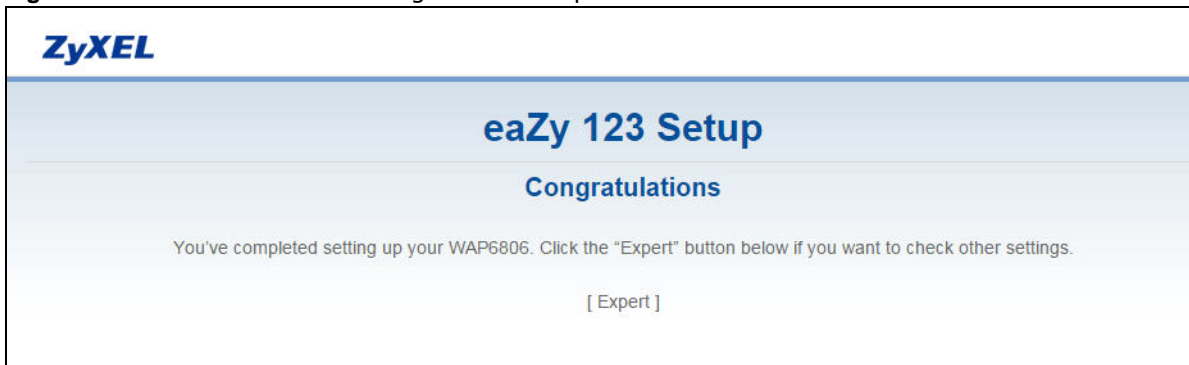 ZyXEL
eaZy 123 Setup
Congratulations
You've completed setting up your WAP6806. Click the “Expert” button below if you want to check other settings.
[ Expert ]